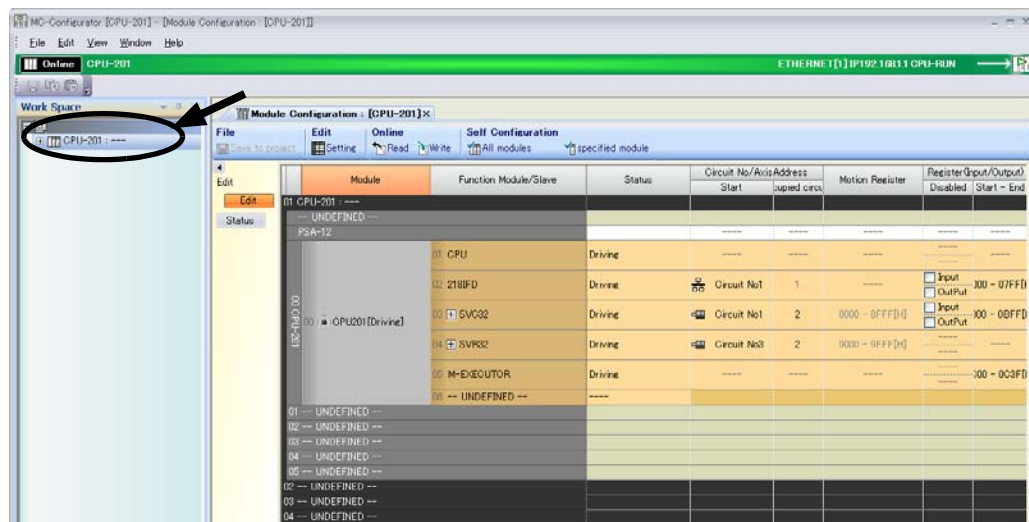 MC-Configurator [CPU-201] - [Module Configuration : [CPU-201]]
File Edit View Window Help
Online CPU-201 ETHERNET[1] IP192.168.1.1 CPU-RUN
Work Space
Module Configuration : [CPU-201]
CPU-201 : ---
File Edit Online Self Configuration
Save to project Setting Read Write All modules specified module
Edit
Module Function Module/Slave Status Circuit No/AxisAddress Motion Register Register(Input/Output)
Start Disabled Start - End
Edit
Status
01 CPU-201 : ---
-- UNDEFINED --
PSA-12 ---- ---- ---- ---- ----
00 CPU-201
00 CPU201[Driving]
01 CPU Driving ---- ---- ---- ---- ----
02 218IFD Driving Circuit No1 1 ---- Input OutPut - 07FF[
03 SVC32 Driving Circuit No1 2 8000 - 8FFF[H] Input OutPut - 0BFF[
04 SVR32 Driving Circuit No3 2 9000 - 9FFF[H] ---- ----
05 M-EXECUTOR Driving ---- ---- ---- ---- - 0C3F[
06 -- UNDEFINED -- ----
01 -- UNDEFINED --
02 -- UNDEFINED --
03 -- UNDEFINED --
04 -- UNDEFINED --
05 -- UNDEFINED --
02 -- UNDEFINED --
03 -- UNDEFINED --
04 -- UNDEFINED --